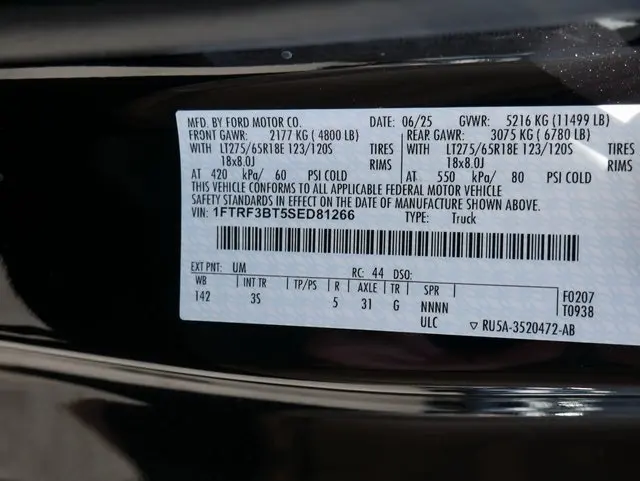 MFD. BY FORD MOTOR CO. DATE: 06/25 GVWR: 5216 KG (11499 LB)
FRONT GAWR: 2177 KG ( 4800 LB) REAR GAWR: 3075 KG ( 6780 LB)
WITH LT275/65R18E 123/120S TIRES WITH LT275/65R18E 123/120S TIRES
18x8.0J RIMS 18x8.0J RIMS
AT 420 kPa/ 60 PSI COLD AT 550 kPa/ 80 PSI COLD
THIS VEHICLE CONFORMS TO ALL APPLICABLE FEDERAL MOTOR VEHICLE
SAFETY STANDARDS IN EFFECT ON THE DATE OF MANUFACTURE SHOWN ABOVE.
VIN: 1FTRF3BT5SED81266 TYPE: Truck
EXT PNT: UM RC: 44 DSO:
WB INT TR TP/PS R AXLE TR SPR F0207
142 3S 5 31 G NNNN T0938
ULC RU5A-3520472-AB